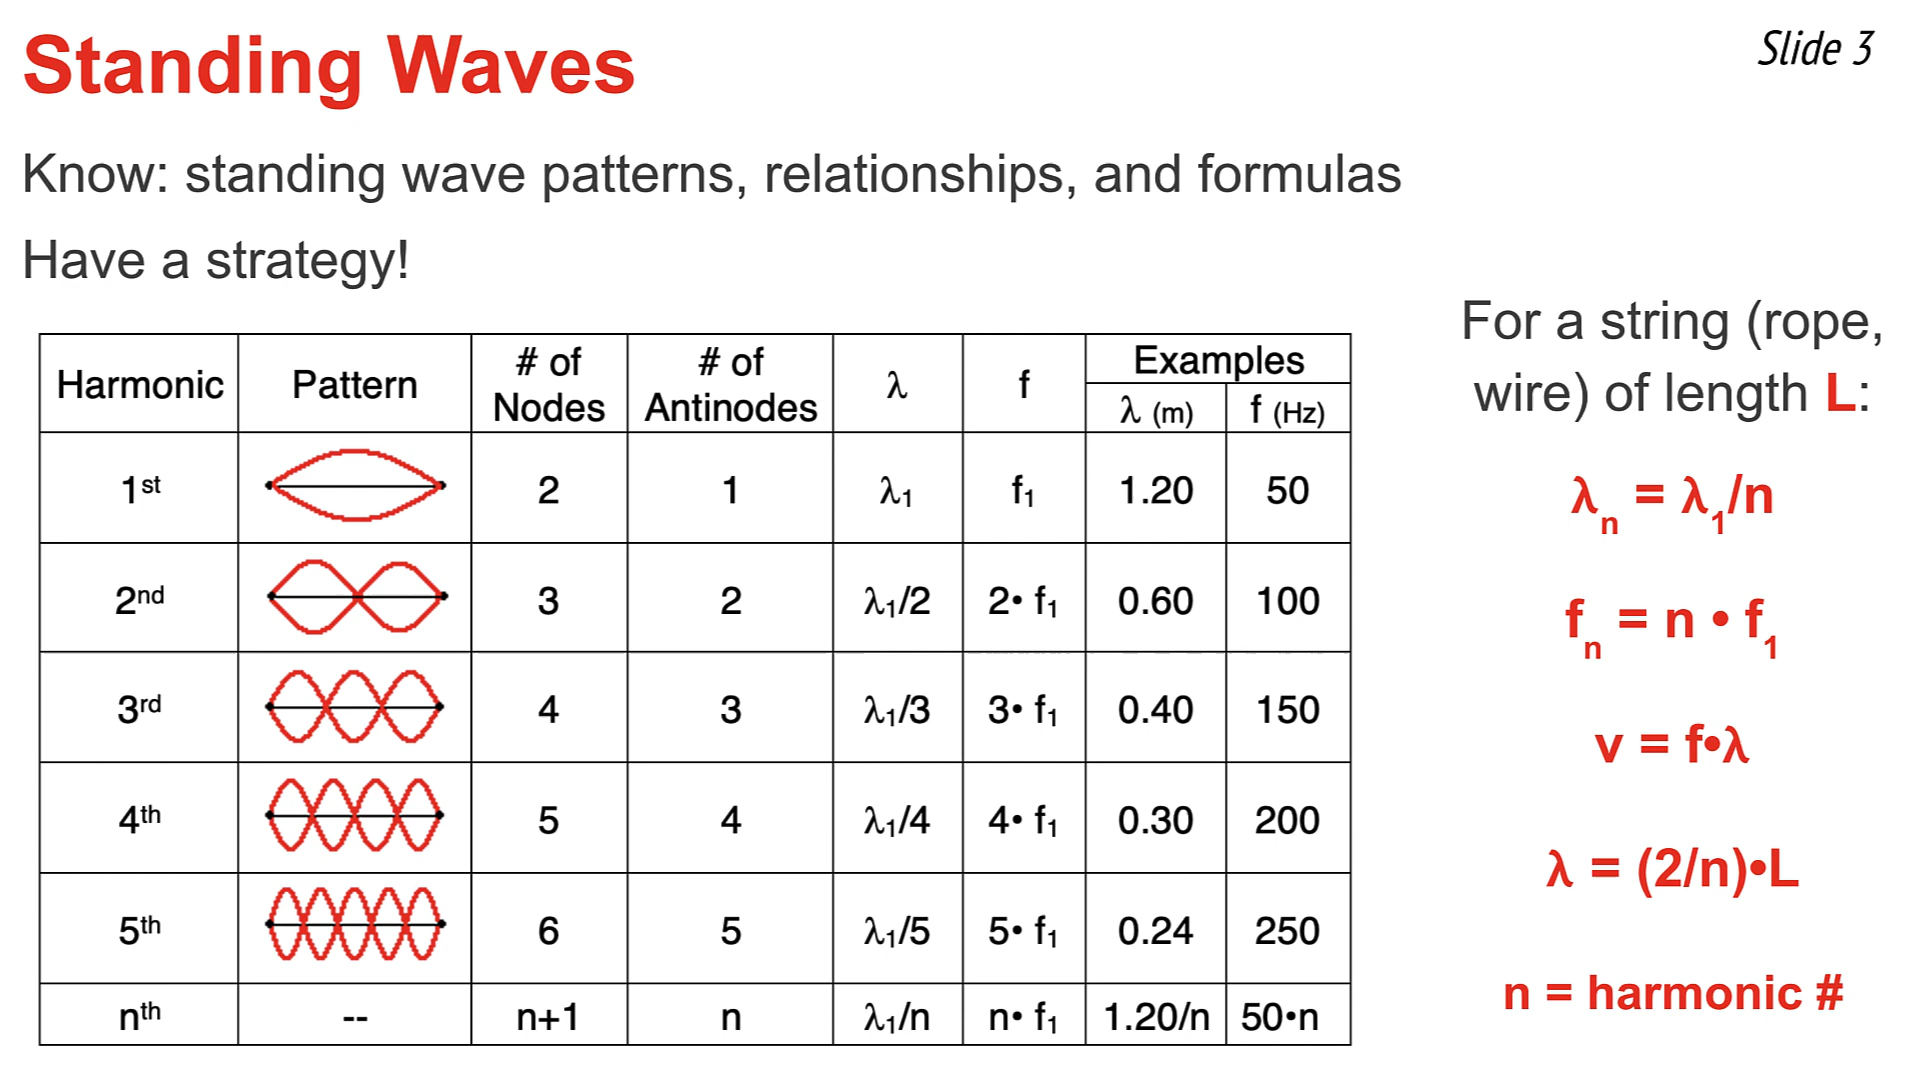 Standing Waves
Slide 3
Know: standing wave patterns, relationships, and formulas
Have a strategy!
Harmonic Pattern # of Nodes # of Antinodes λ f Examples
λ (m) f (Hz)
1st 2 1 λ1 f1 1.20 50
2nd 3 2 λ1/2 2• f1 0.60 100
3rd 4 3 λ1/3 3• f1 0.40 150
4th 5 4 λ1/4 4• f1 0.30 200
5th 6 5 λ1/5 5• f1 0.24 250
nth -- n+1 n λ1/n n• f1 1.20/n 50•n
For a string (rope,
wire) of length L:
λn = λ1/n
fn = n • f1
v = f•λ
λ = (2/n)•L
n = harmonic #